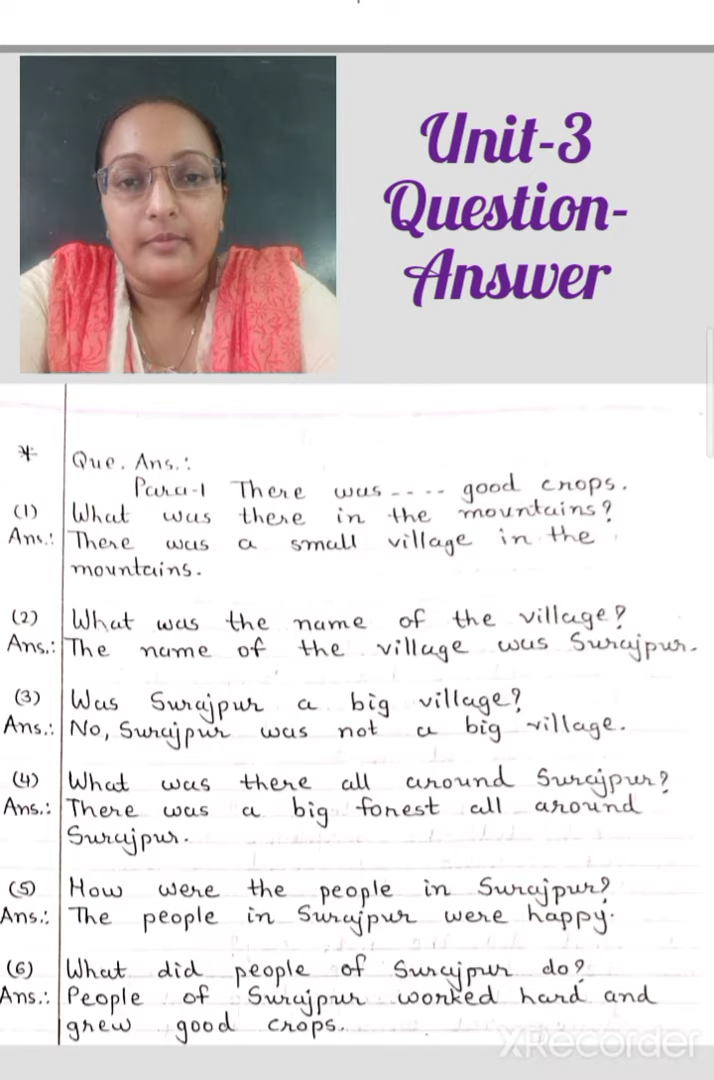 Unit-3
Question-
Answer
* Que. Ans.:
Para-1 There was ---- good crops.
(1) What was there in the mountains?
Ans.: There was a small village in the
mountains.
(2) What was the name of the village?
Ans.: The name of the village was Surajpur.
(3) Was Surajpur a big village?
Ans.: No, Surajpur was not a big village.
(4) What was there all around Surajpur?
Ans.: There was a big forest all around
Surajpur.
(5) How were the people in Surajpur?
Ans.: The people in Surajpur were happy.
(6) What did people of Surajpur do?
Ans.: People of Surajpur worked hard and
grew good crops.
XRecorder